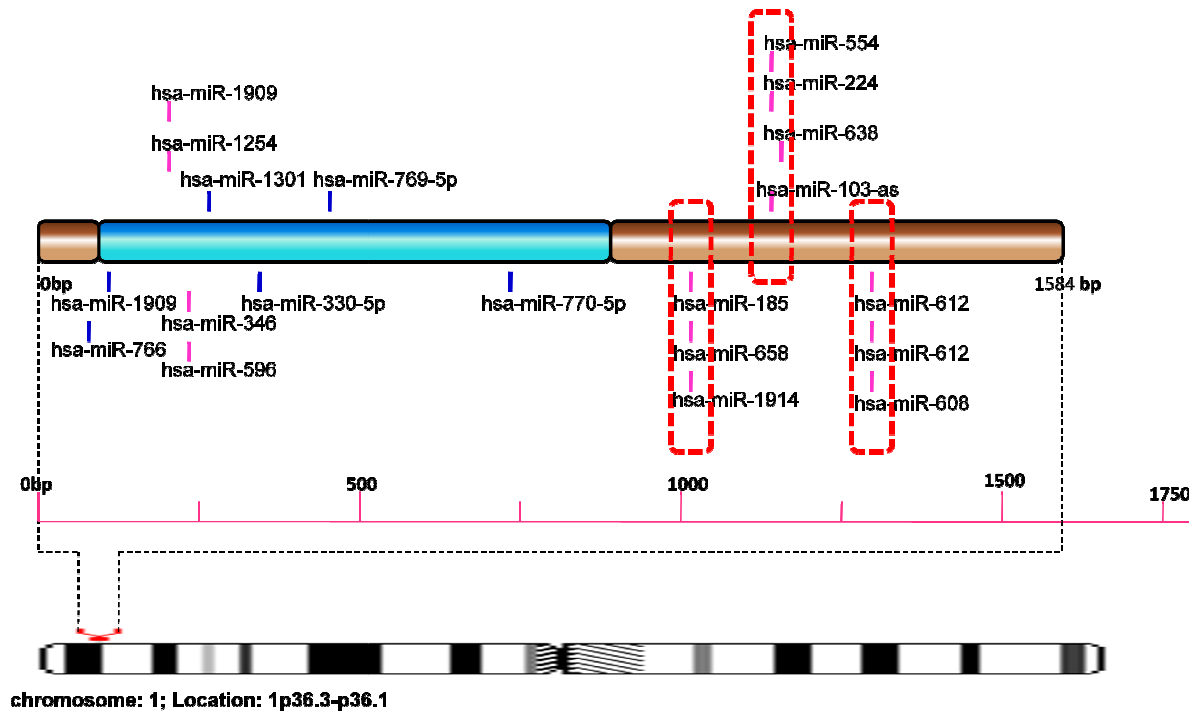 hsa-miR-554
hsa-miR-224
hsa-miR-1909
hsa-miR-638
hsa-miR-1254
hsa-miR-1301 hsa-miR-769-5p
hsa-miR-103-as
0bp
1584 bp
hsa-miR-1909 hsa-miR-330-5p hsa-miR-770-5p hsa-miR-185 hsa-miR-612
hsa-miR-346
hsa-miR-766 hsa-miR-658 hsa-miR-612
hsa-miR-596
hsa-miR-1914 hsa-miR-608
0bp 500 1000 1500 1750
chromosome: 1; Location: 1p36.3-p36.1